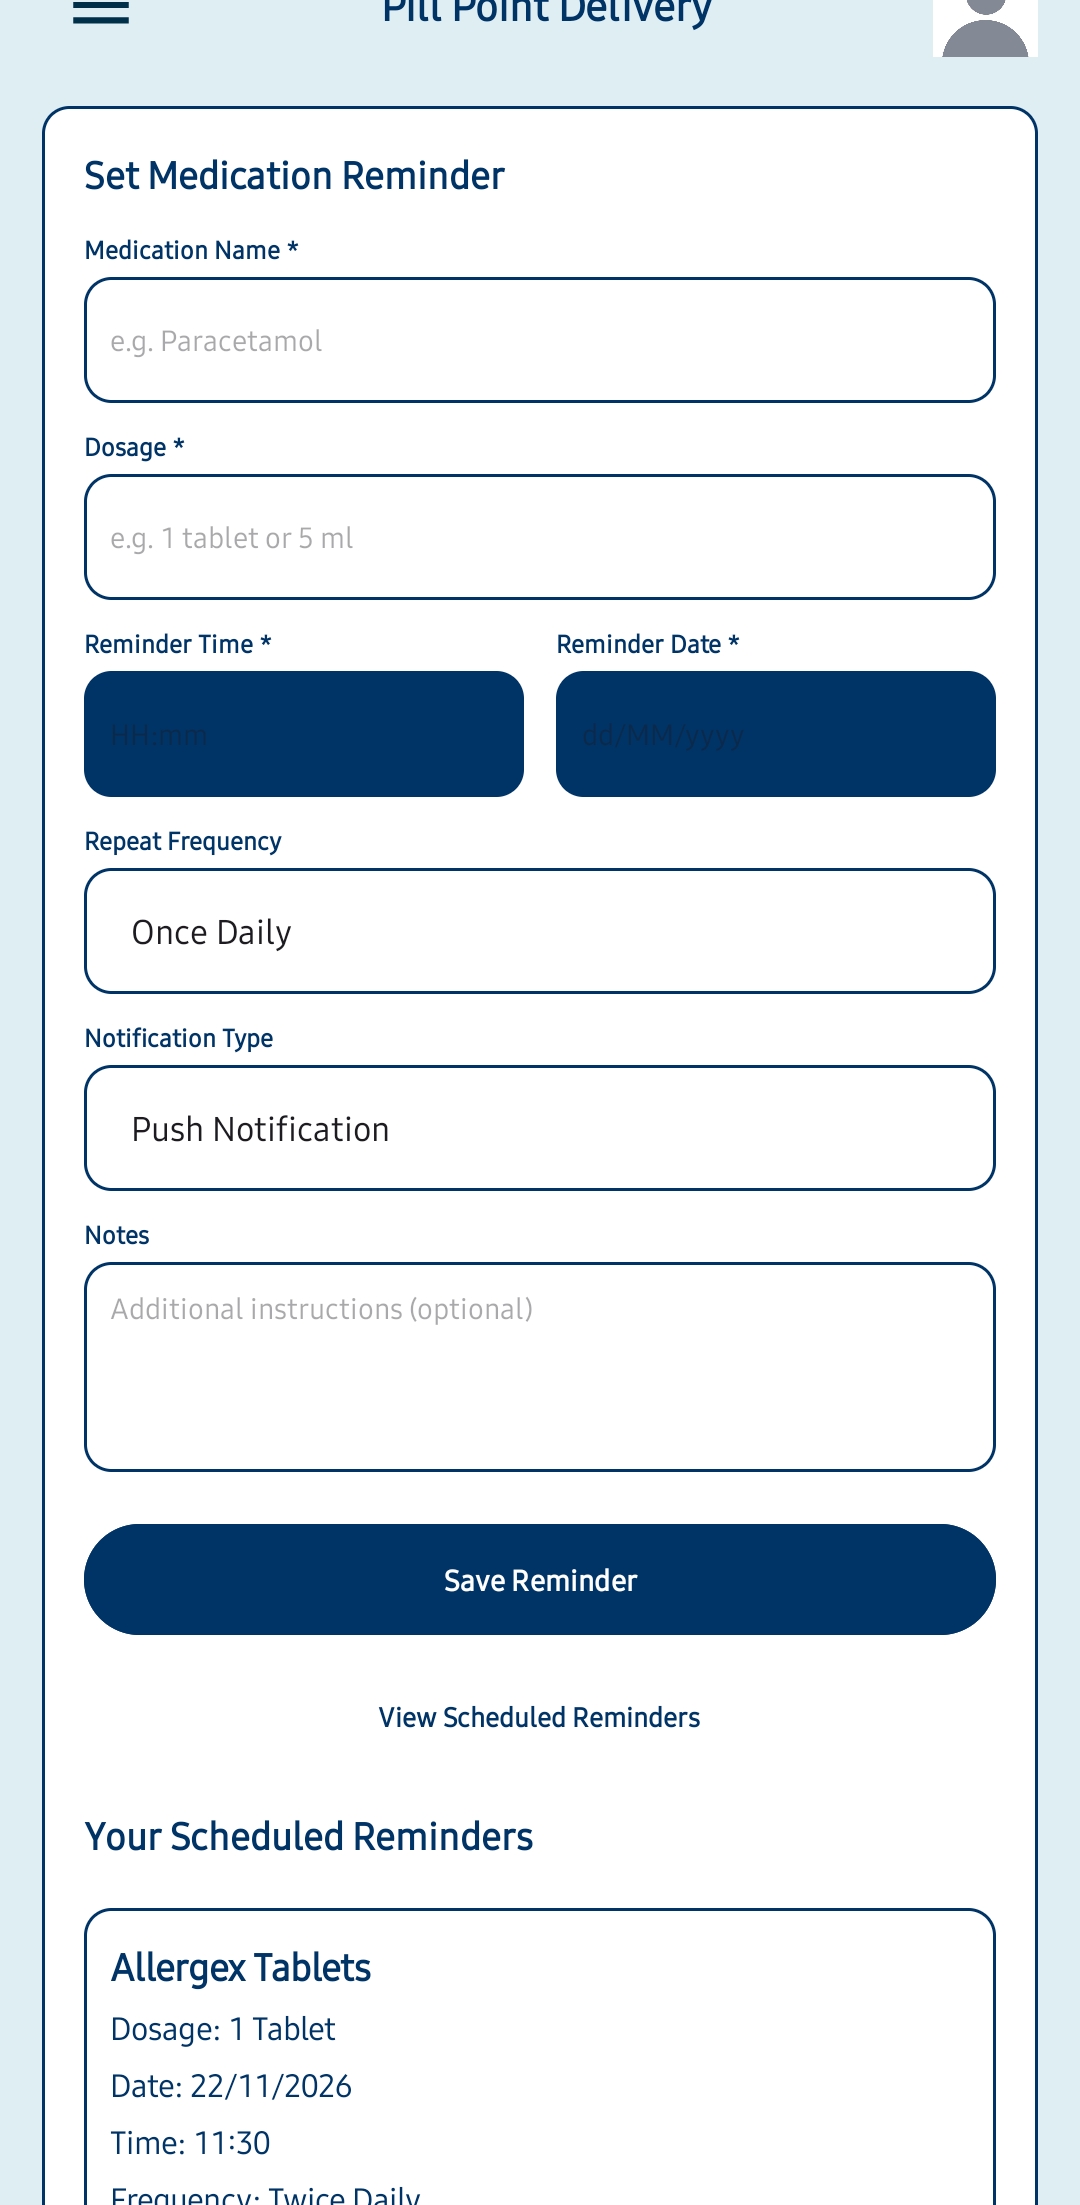 Pill Point Delivery
Set Medication Reminder
Medication Name *
e.g. Paracetamol
Dosage *
e.g. 1 tablet or 5 ml
Reminder Time * Reminder Date *
HH:mm dd/MM/yyyy
Repeat Frequency
Once Daily
Notification Type
Push Notification
Notes
Additional instructions (optional)
Save Reminder
View Scheduled Reminders
Your Scheduled Reminders
Allergex Tablets
Dosage: 1 Tablet
Date: 22/11/2026
Time: 11:30
Frequency: Twice Daily